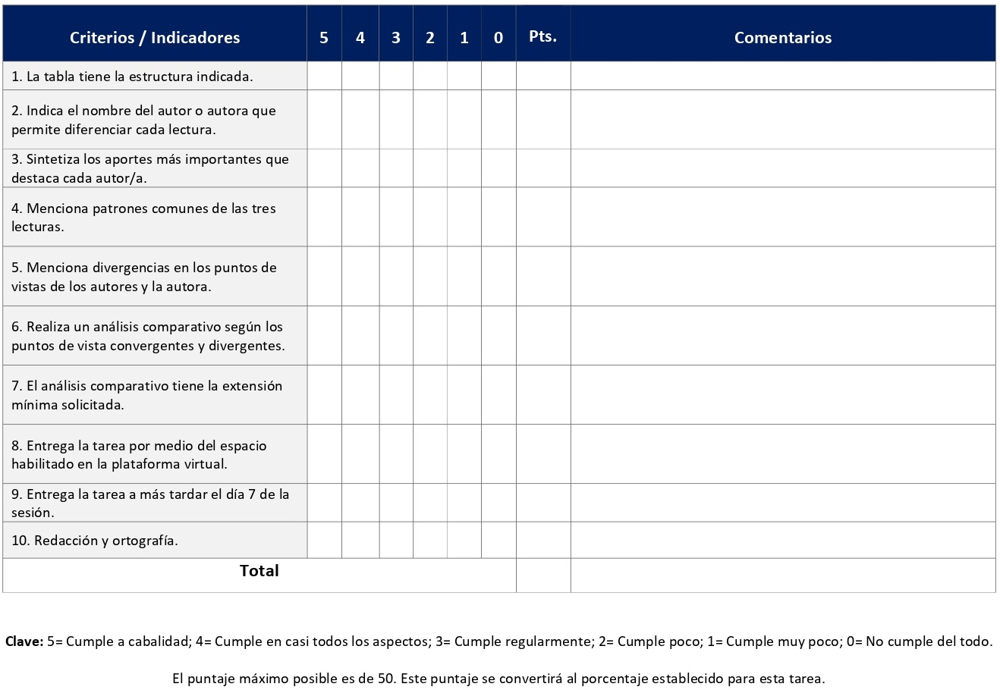 Criterios / Indicadores 5 4 3 2 1 0 Pts. Comentarios
1. La tabla tiene la estructura indicada.
2. Indica el nombre del autor o autora que
permite diferenciar cada lectura.
3. Sintetiza los aportes más importantes que
destaca cada autor/a.
4. Menciona patrones comunes de las tres
lecturas.
5. Menciona divergencias en los puntos de
vistas de los autores y la autora.
6. Realiza un análisis comparativo según los
puntos de vista convergentes y divergentes.
7. El análisis comparativo tiene la extensión
mínima solicitada.
8. Entrega la tarea por medio del espacio
habilitado en la plataforma virtual.
9. Entrega la tarea a más tardar el día 7 de la
sesión.
10. Redacción y ortografía.
Total
Clave: 5= Cumple a cabalidad; 4= Cumple en casi todos los aspectos; 3= Cumple regularmente; 2= Cumple poco; 1= Cumple muy poco; 0= No cumple del todo.
El puntaje máximo posible es de 50. Este puntaje se convertirá al porcentaje establecido para esta tarea.